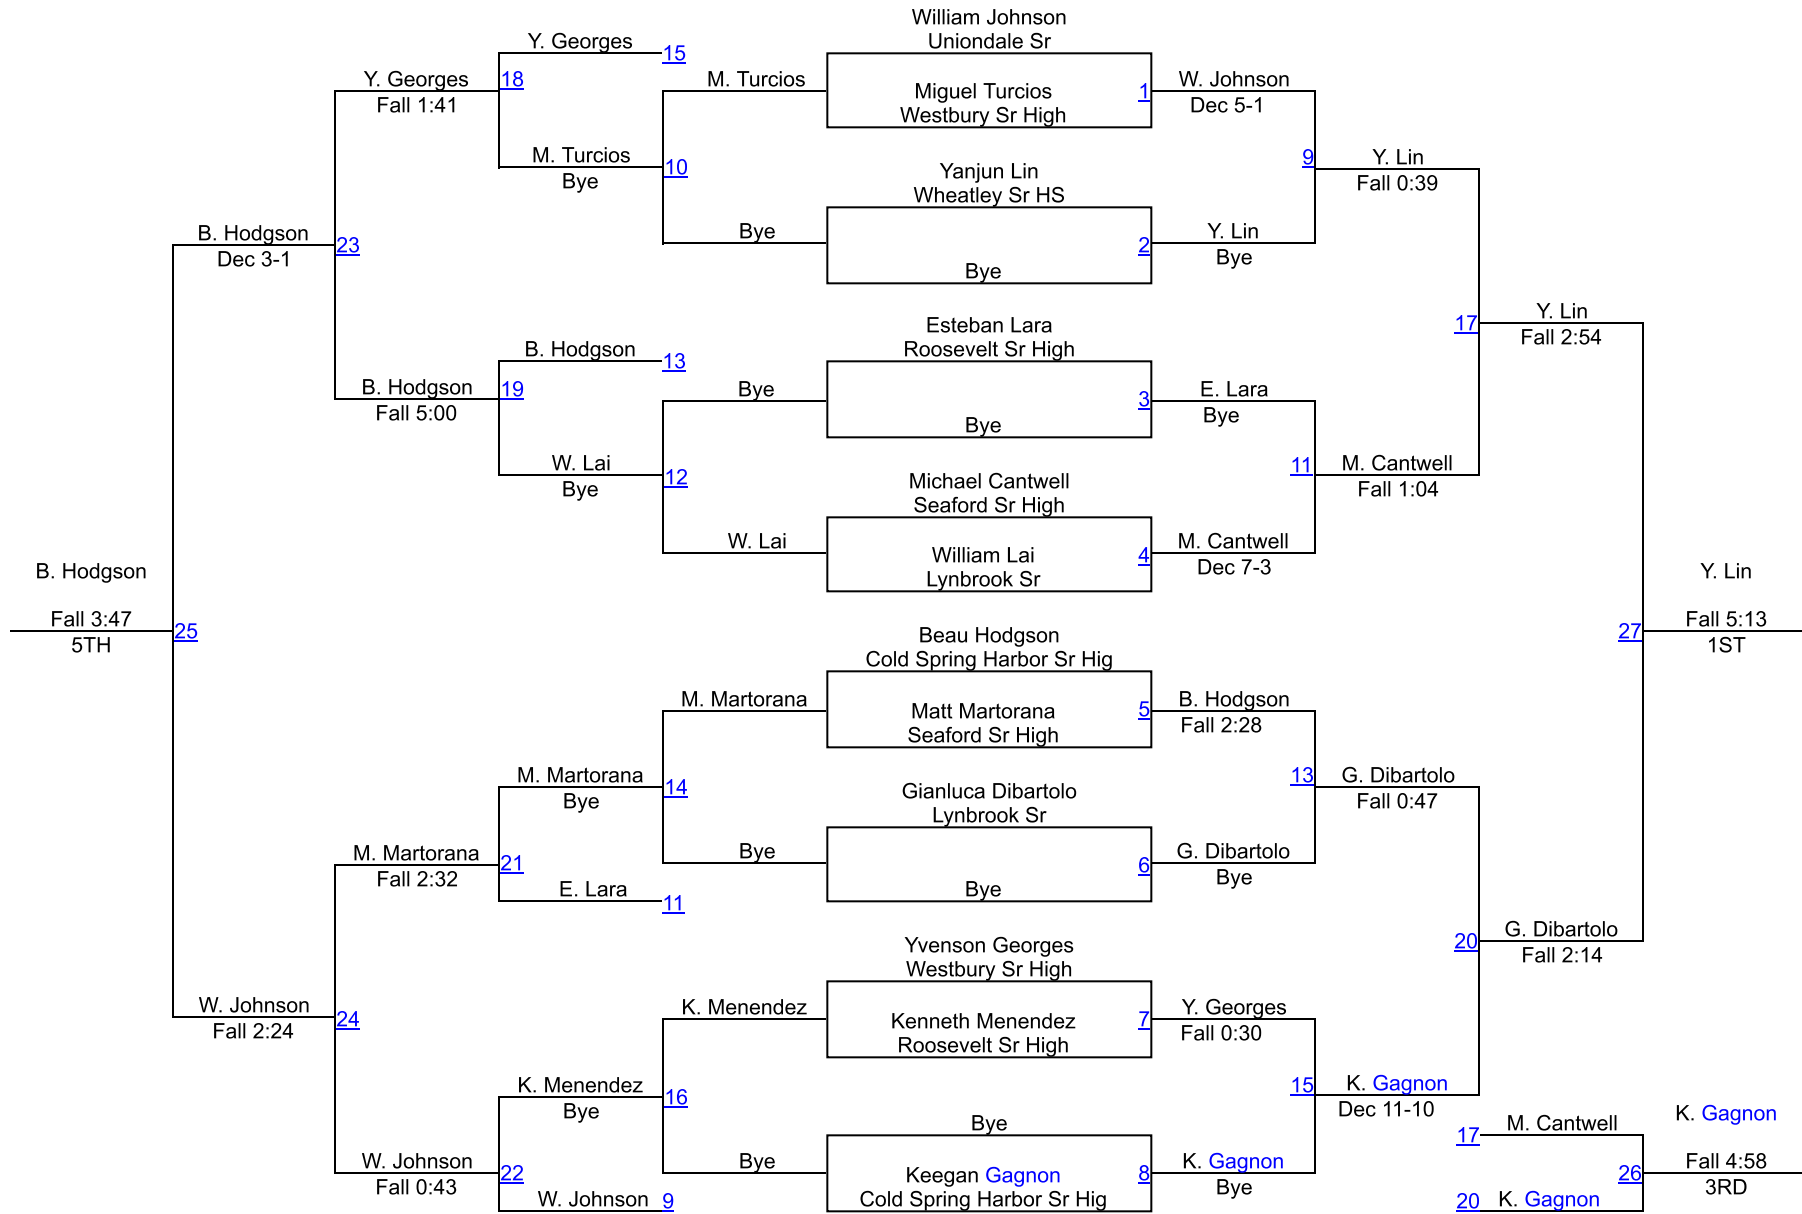 William Johnson
Uniondale Sr
Y. Georges
15
Y. Georges
18
M. Turcios
Miguel Turcios
1
W. Johnson
Fall 1:41
Westbury Sr High
Dec 5-1
M. Turcios
10
9
Y. Lin
Bye
Yanjun Lin
Fall 0:39
Wheatley Sr HS
B. Hodgson
23
Bye
2
Y. Lin
Dec 3-1
Bye
Bye
Esteban Lara
17
Y. Lin
B. Hodgson
13
Roosevelt Sr High
Fall 2:54
B. Hodgson
19
Bye
3
E. Lara
Fall 5:00
Bye
Bye
W. Lai
12
11
M. Cantwell
Bye
Michael Cantwell
Fall 1:04
Seaford Sr High
W. Lai
William Lai
4
M. Cantwell
Lynbrook Sr
Dec 7-3
B. Hodgson
Y. Lin
Fall 3:47
25
Beau Hodgson
27
Fall 5:13
5TH
Cold Spring Harbor Sr Hig
1ST
M. Martorana
Matt Martorana
5
B. Hodgson
Seaford Sr High
Fall 2:28
M. Martorana
14
Gianluca Dibartolo
13
G. Dibartolo
Bye
Lynbrook Sr
Fall 0:47
M. Martorana
21
Bye
6
G. Dibartolo
Fall 2:32
E. Lara
11
Bye
Bye
Yvenson Georges
20
G. Dibartolo
Westbury Sr High
Fall 2:14
W. Johnson
24
K. Menendez
Kenneth Menendez
7
Y. Georges
Fall 2:24
Roosevelt Sr High
Fall 0:30
K. Menendez
16
15
K. Gagnon
Bye
Dec 11-10
Bye
17
M. Cantwell
K. Gagnon
W. Johnson
22
Bye
Keegan Gagnon
8
K. Gagnon
26
Fall 4:58
Fall 0:43
W. Johnson
9
Cold Spring Harbor Sr Hig
Bye
20
K. Gagnon
3RD